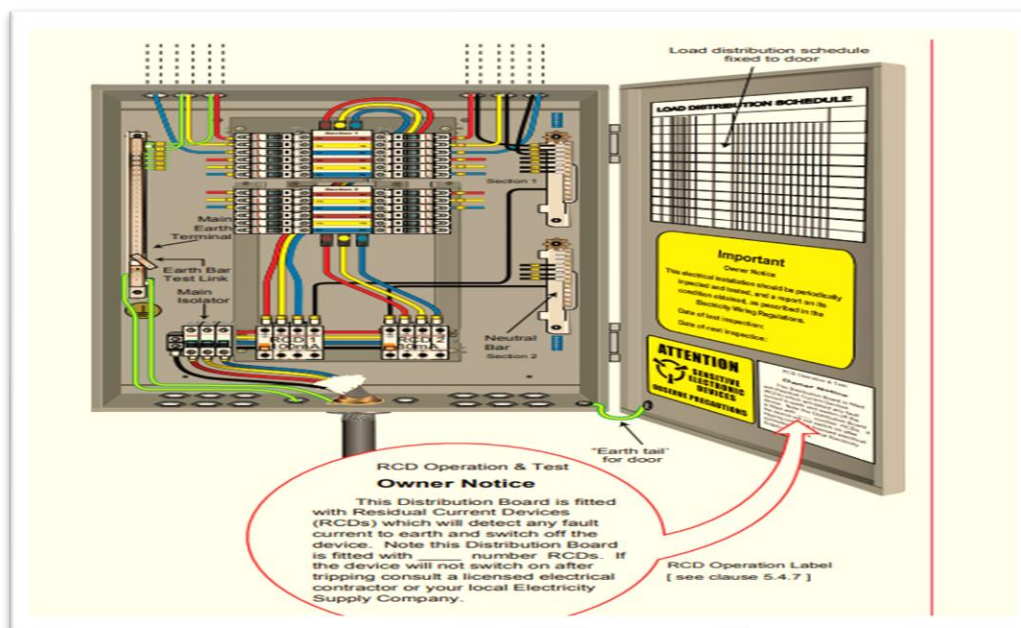 Load distribution schedule
fixed to door
LOAD DISTRIBUTION SCHEDULE
Section 1
Section 1
Section 2
Main
Earth
Terminal
Earth Bar
Test Link
Main
Isolator
RCD 1
RCD 2
Neutral
Bar
Section 2
Important
Owner Notice
This electrical installation should be periodically
inpected and tested, and a report on its
condition obtained, as pescribed in the
Electricity Wiring Regulations.
Date of last inspection:
Date of next inspection:
ATTENTION
SENSITIVE
ELECTRONIC
DEVICES
OBSERVE PRECAUTIONS
RCD Operation & Test
Owner Notice
"Earth tail"
for door
RCD Operation & Test
Owner Notice
This Distribution Board is fitted
with Residual Current Devices
(RCDs) which will detect any fault
current to earth and switch off the
device. Note this Distribution Board
is fitted with ____ number RCDs. If
the device will not switch on after
tripping consult a licensed electrical
contractor or your local Electricity
Supply Company.
RCD Operation Label
[ see clause 5.4.7 ]